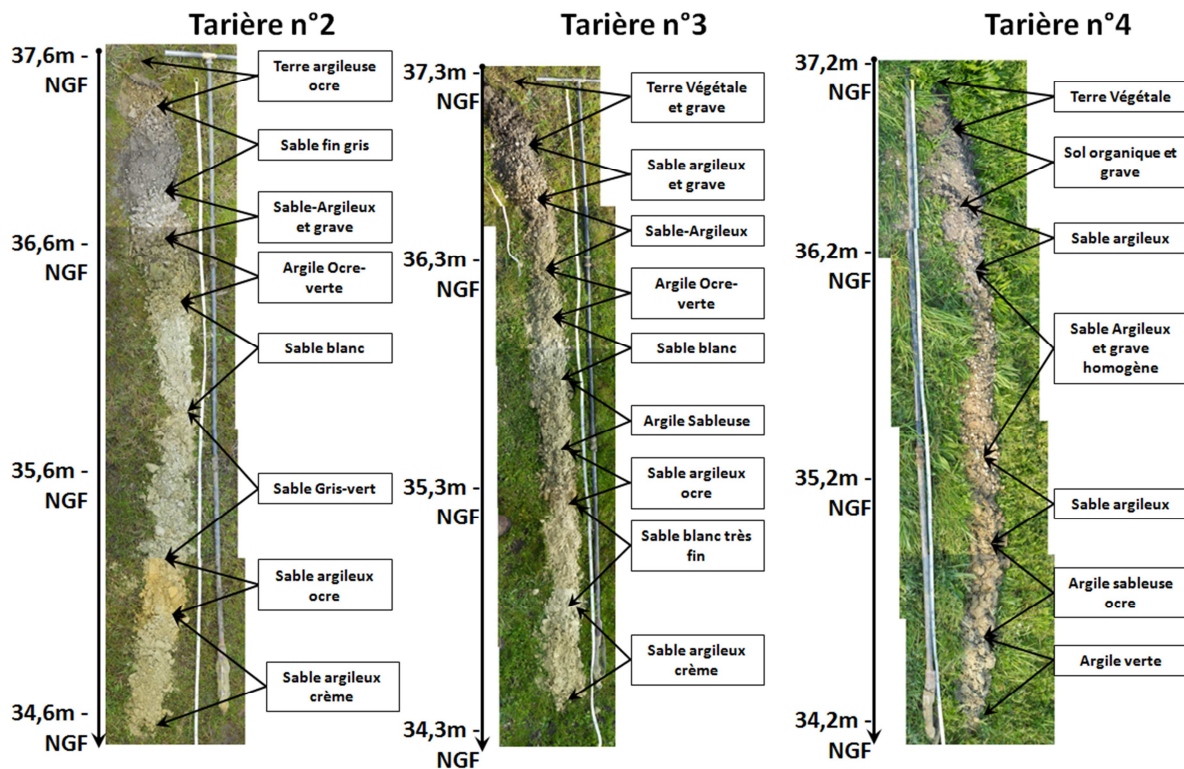 Tarière n°2
37,6m -
NGF
Terre argileuse
ocre
Sable fin gris
Sable-Argileux
et grave
36,6m -
NGF
Argile Ocre-
verte
Sable blanc
35,6m -
NGF
Sable Gris-vert
Sable argileux
ocre
Sable argileux
crème
34,6m -
NGF
Tarière n°3
37,3m -
NGF
Terre Végétale
et grave
Sable argileux
et grave
Sable-Argileux
36,3m -
NGF
Argile Ocre-
verte
Sable blanc
Argile Sableuse
Sable argileux
ocre
35,3m -
NGF
Sable blanc très
fin
Sable argileux
crème
34,3m -
NGF
Tarière n°4
37,2m -
NGF
Terre Végétale
Sol organique et
grave
Sable argileux
36,2m -
NGF
Sable Argileux
et grave
homogène
35,2m -
NGF
Sable argileux
Argile sableuse
ocre
Argile verte
34,2m -
NGF